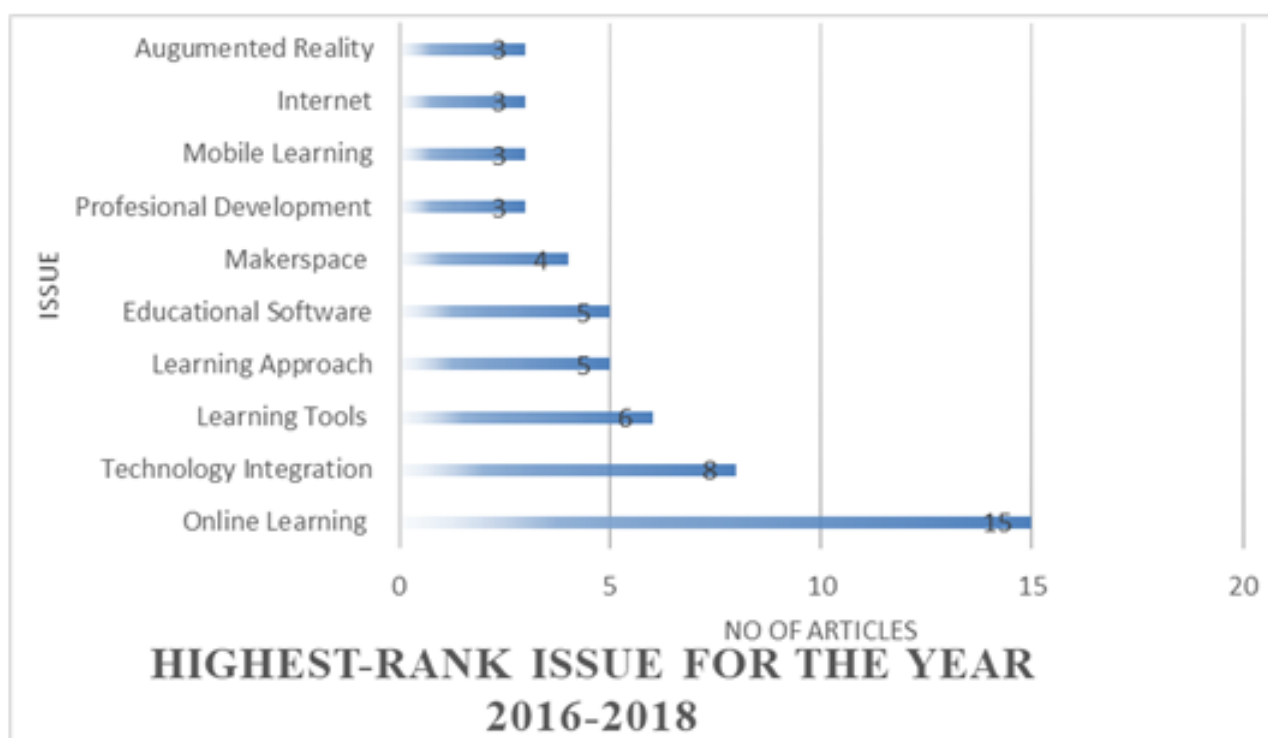 Augumented Reality 3
Internet 3
Mobile Learning 3
Profesional Development 3
Makerspace 4
Educational Software 5
Learning Approach 5
Learning Tools 6
Technology Integration 8
Online Learning 15
ISSUE
0 5 10 15 20
NO OF ARTICLES
HIGHEST-RANK ISSUE FOR THE YEAR
2016-2018